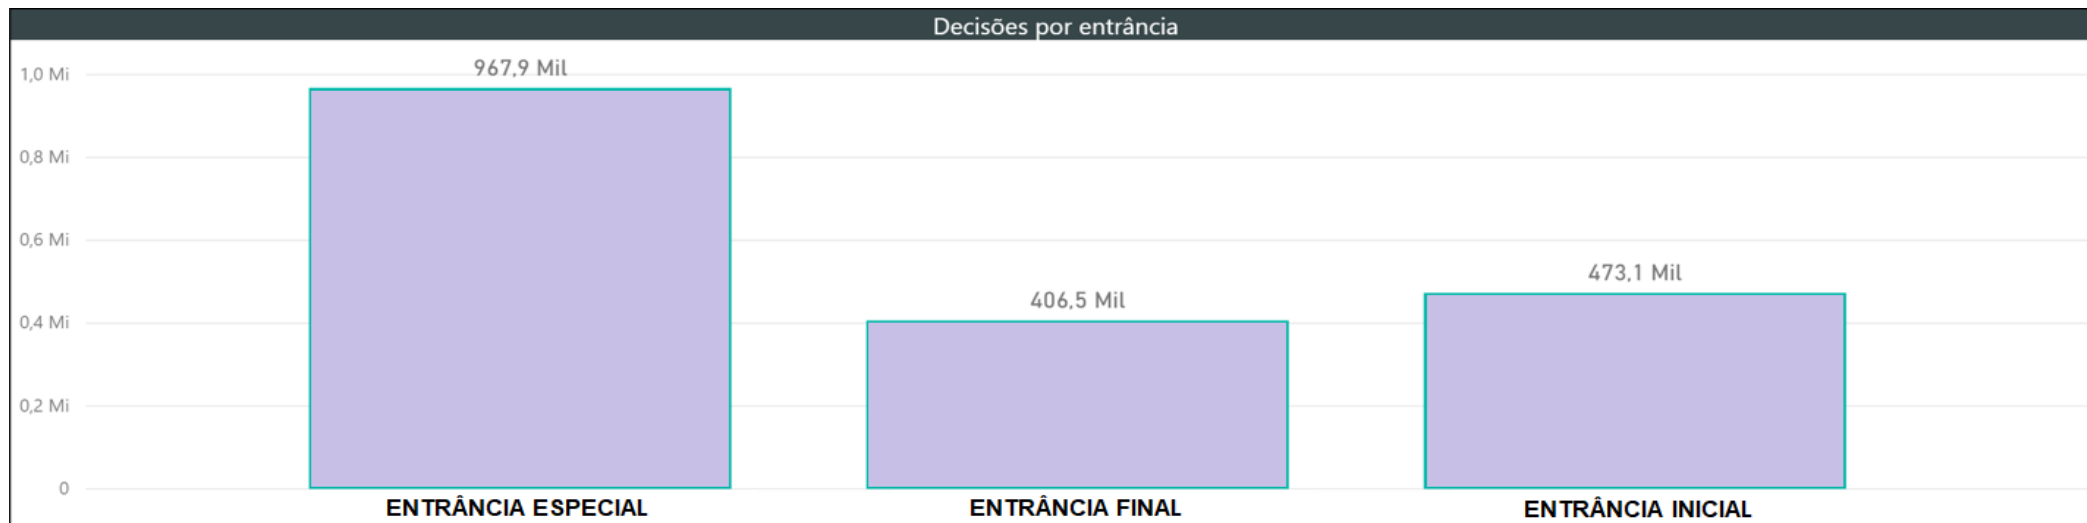 Decisões por entrância
967,9 Mil
1,0 Mi
0,8 Mi
0,6 Mi
473,1 Mil
406,5 Mil
0,4 Mi
0,2 Mi
0
ENTRÂNCIA ESPECIAL
ENTRÂNCIA FINAL
ENTRÂNCIA INICIAL